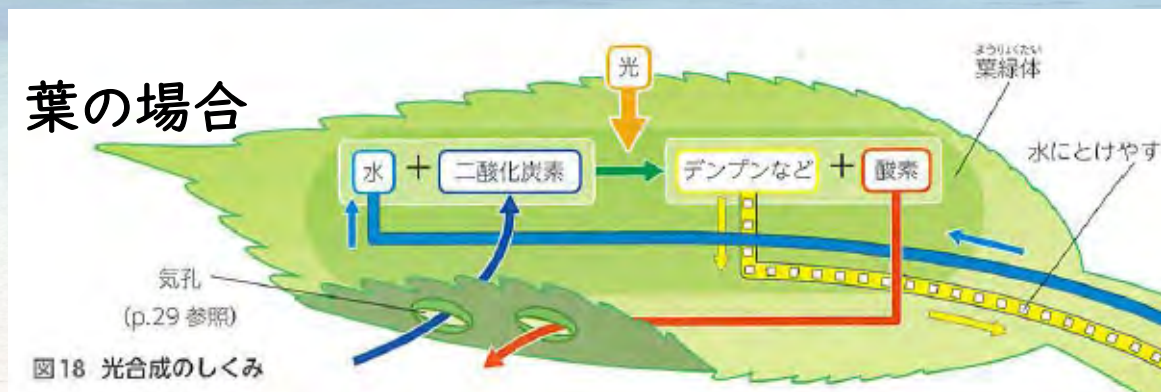 葉の場合
光
ようりょくたい
葉緑体
水 + 二酸化炭素
デンプンなど + 酸素
水にとけやす
気孔
(p.29 参照)
図18 光合成のしくみ